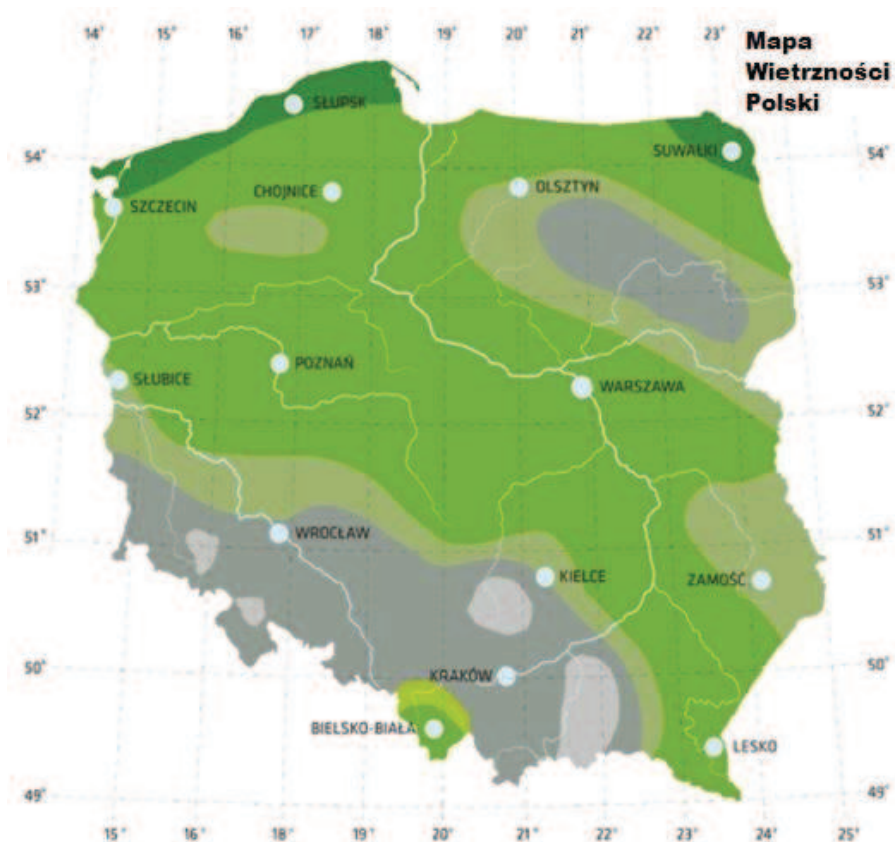 14° 15° 16° 17° 18° 19° 20° 21° 22° 23°
Mapa
Wietrzności
Polski
SŁUPSK
54° SUWAŁKI 54°
CHOJNICE OLSZTYN
SZCZECIN
53° 53°
SŁUBICE POZNAŃ WARSZAWA
52° 52°
51° WROCŁAW 51°
KIELCE ZAMOŚĆ
50° KRAKÓW 50°
BIELSKO-BIAŁA LESKO
49° 49°
15° 16° 17° 18° 19° 20° 21° 22° 23° 24° 25°